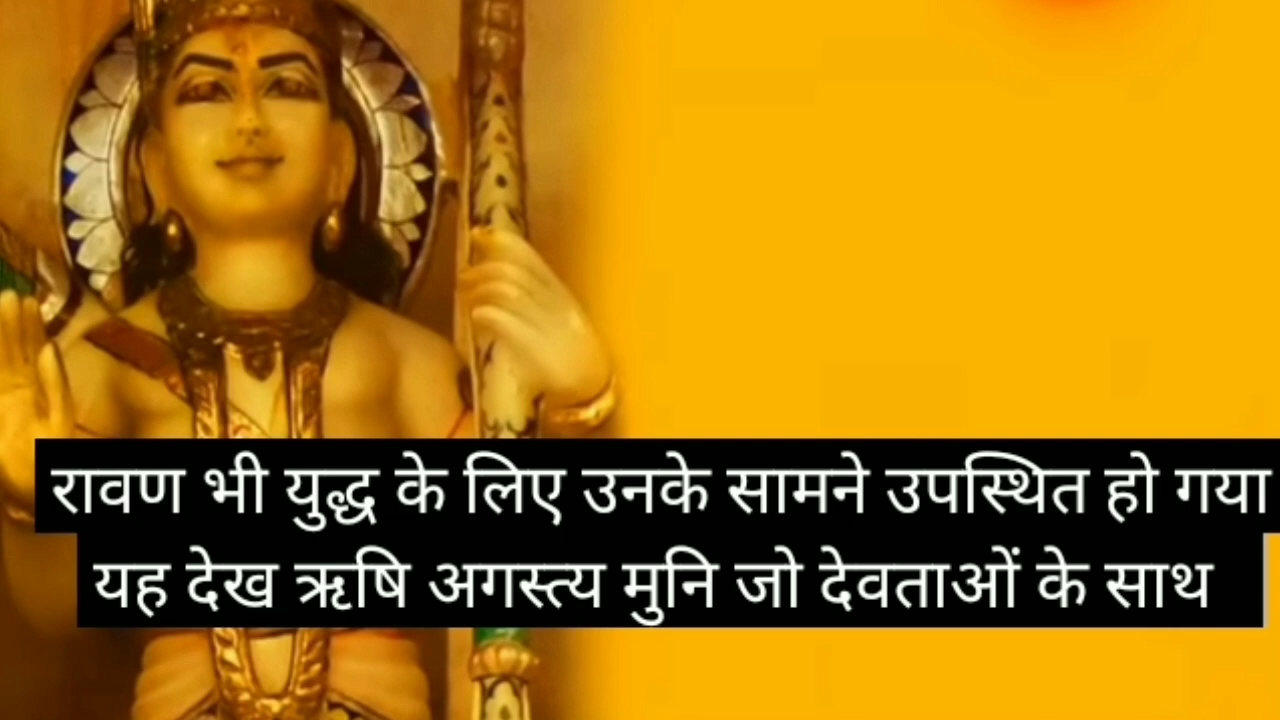 रावण भी युद्ध के लिए उनके सामने उपस्थित हो गया
यह देख ऋषि अगस्त्य मुनि जो देवताओं के साथ